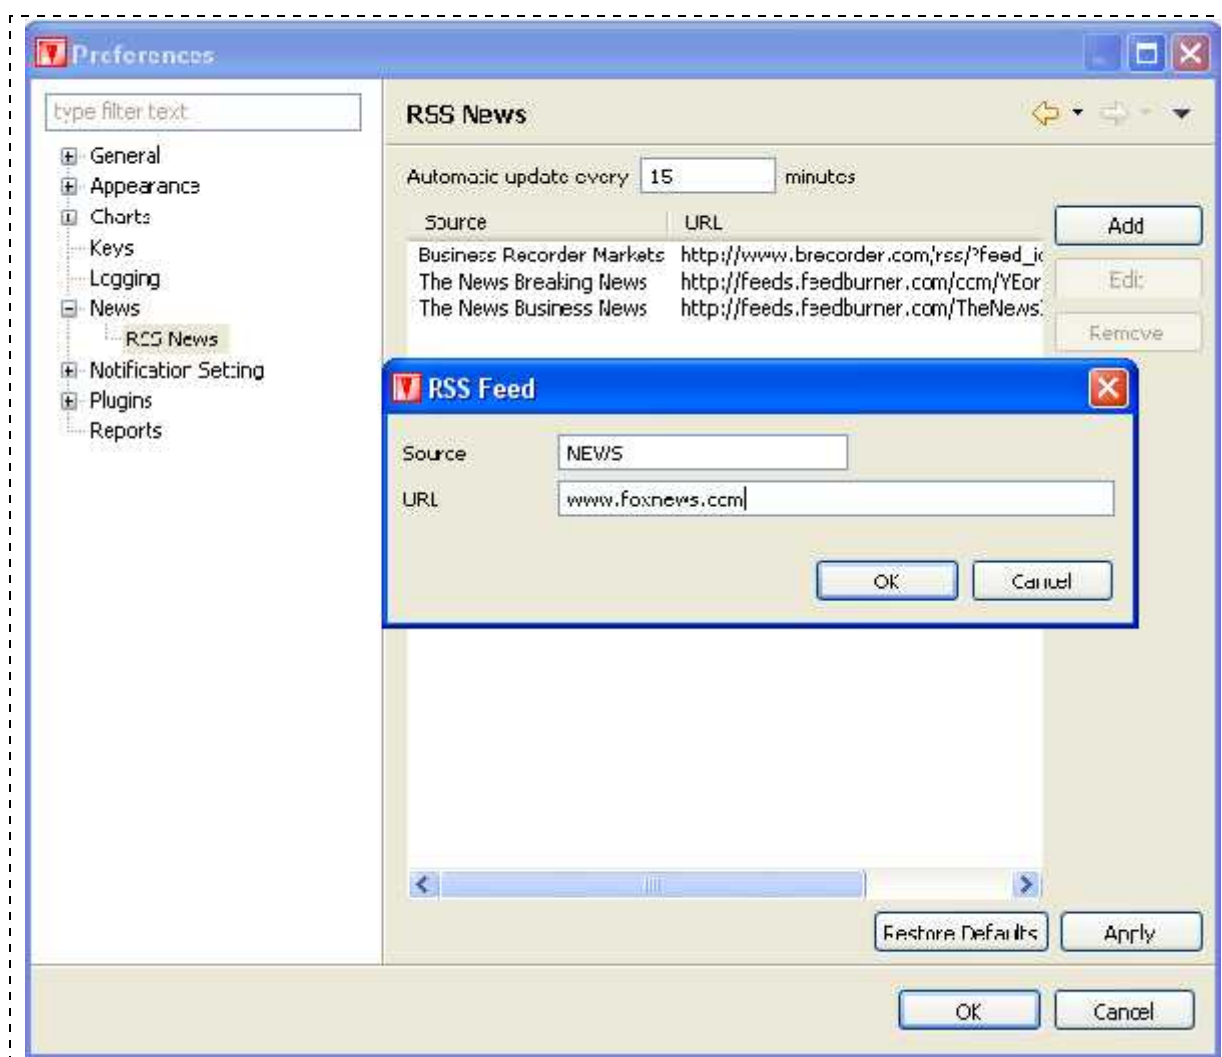 Preferences
type filter text
General
Appearance
Charts
Keys
Logging
News
RSS News
Notification Setting
Plugins
Reports
RSS News
Automatic update every 15 minutes
Source URL
Business Recorder Markets http://www.brecorder.com/rss/?feed_ic
The News Breaking News http://feeds.feedburner.com/com/YEor
The News Business News http://feeds.feedburner.com/TheNews
Add
Edit
Remove
RSS Feed
Source NEWS
URL www.foxnews.com
OK Cancel
Restore Defaults Apply
OK Cancel